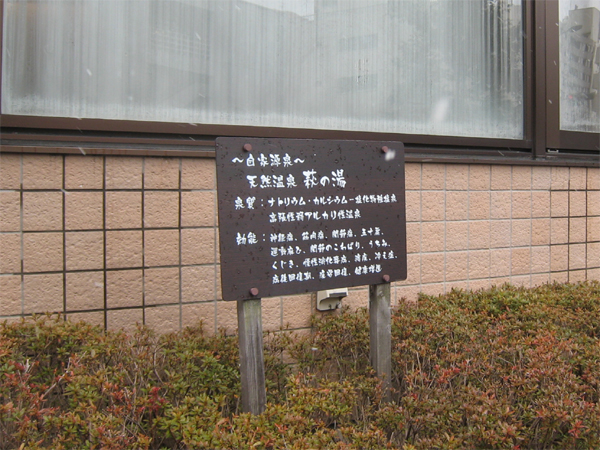 ～自家源泉～
天然温泉 萩の湯
泉質：ナトリウム・カルシウム－塩化物強塩泉
高張性弱アルカリ性温泉
効能：神経痛、筋肉痛、関節痛、五十肩、
運動麻ひ、関節のこわばり、うちみ、
くじき、慢性消化器病、痔疾、冷え症、
病後回復期、疲労回復、健康増進